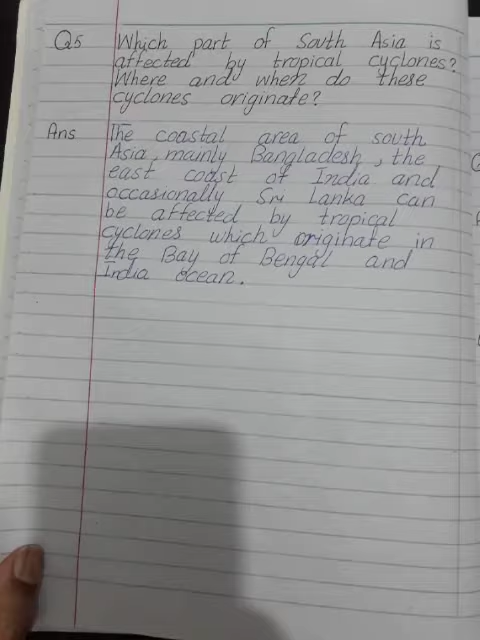 Q5 Which part of South Asia is
affected by tropical cyclones?
Where and when do these
cyclones originate?
Ans The coastal area of south
Asia, mainly Bangladesh, the
east coast of India and
occasionally Sri Lanka can
be affected by tropical
cyclones which originate in
the Bay of Bengal and
India ocean.